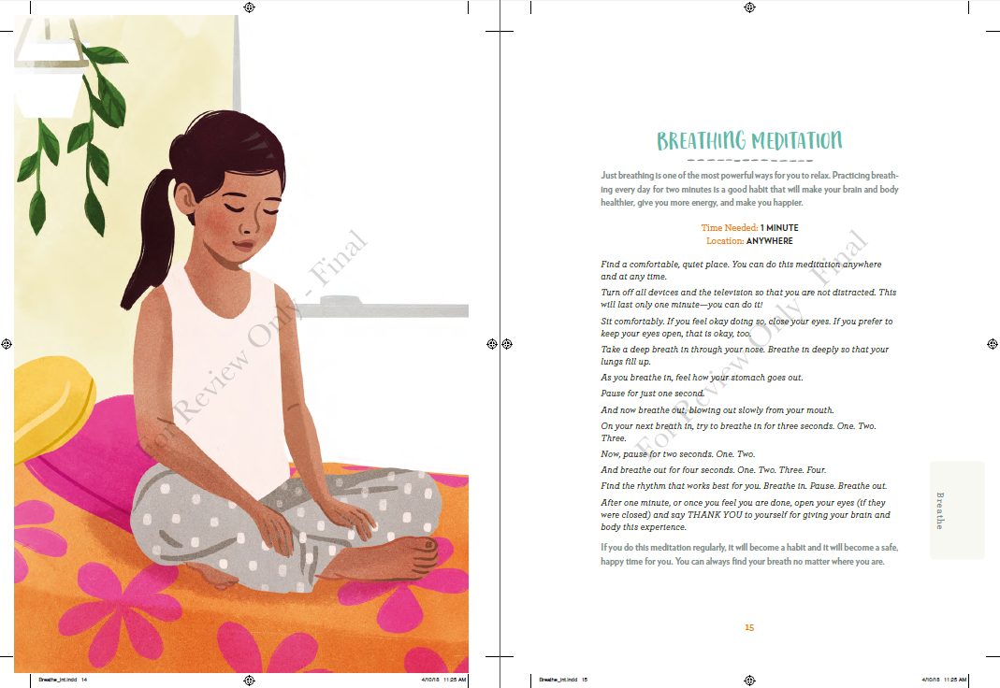 For Review Only - Final
Breathe_int.indd 14
4/10/18 11:25 AM
BREATHING MEDITATION
Just breathing is one of the most powerful ways for you to relax. Practicing breath-
ing every day for two minutes is a good habit that will make your brain and body
healthier, give you more energy, and make you happier.
Time Needed: 1 MINUTE
Location: ANYWHERE
Find a comfortable, quiet place. You can do this meditation anywhere
and at any time.
Turn off all devices and the television so that you are not distracted. This
will last only one minute—you can do it!
Sit comfortably. If you feel okay doing so, close your eyes. If you prefer to
keep your eyes open, that is okay, too.
Take a deep breath in through your nose. Breathe in deeply so that your
lungs fill up.
As you breathe in, feel how your stomach goes out.
Pause for just one second.
And now breathe out, blowing out slowly from your mouth.
On your next breath in, try to breathe in for three seconds. One. Two.
Three.
Now, pause for two seconds. One. Two.
And breathe out for four seconds. One. Two. Three. Four.
Find the rhythm that works best for you. Breathe in. Pause. Breathe out.
After one minute, or once you feel you are done, open your eyes (if they
were closed) and say THANK YOU to yourself for giving your brain and
body this experience.
If you do this meditation regularly, it will become a habit and it will become a safe,
happy time for you. You can always find your breath no matter where you are.
For Review Only - Final
Breathe
15
Breathe_int.indd 15
4/10/18 11:25 AM